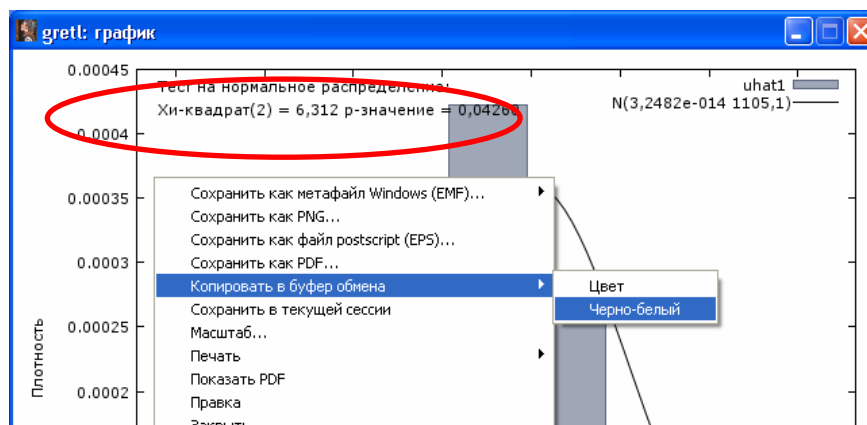 gretl: график
0.00045
Тест на нормальное распределение:
uhat1
Хи-квадрат(2) = 6,312 p-значение = 0,04260
N(3,2482e-014 1105,1)
0.0004
0.00035
Сохранить как метафайл Windows (EMF)...
Сохранить как PNG...
Сохранить как файл postscript (EPS)...
0.0003
Сохранить как PDF...
Копировать в буфер обмена
Цвет
Сохранить в текущей сессии
Черно-белый
0.00025
Масштаб...
Печать
Показать PDF
0.0002
Правка
Закрыть
Плотность